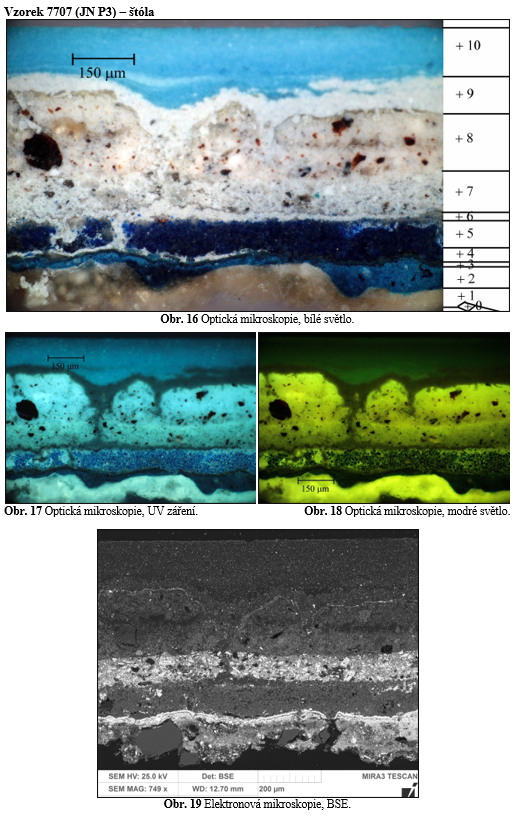 Vzorek 7707 (JN P3) – štóla
150 µm
+ 10
+ 9
+ 8
+ 7
+ 6
+ 5
+ 4
+ 3
+ 2
+ 1
+ 0
Obr. 16 Optická mikroskopie, bílé světlo.
150 µm
150 µm
Obr. 17 Optická mikroskopie, UV záření.
Obr. 18 Optická mikroskopie, modré světlo.
SEM HV: 25.0 kV Det: BSE MIRA3 TESCAN
SEM MAG: 749 x WD: 12.70 mm 200 µm
Obr. 19 Elektronová mikroskopie, BSE.